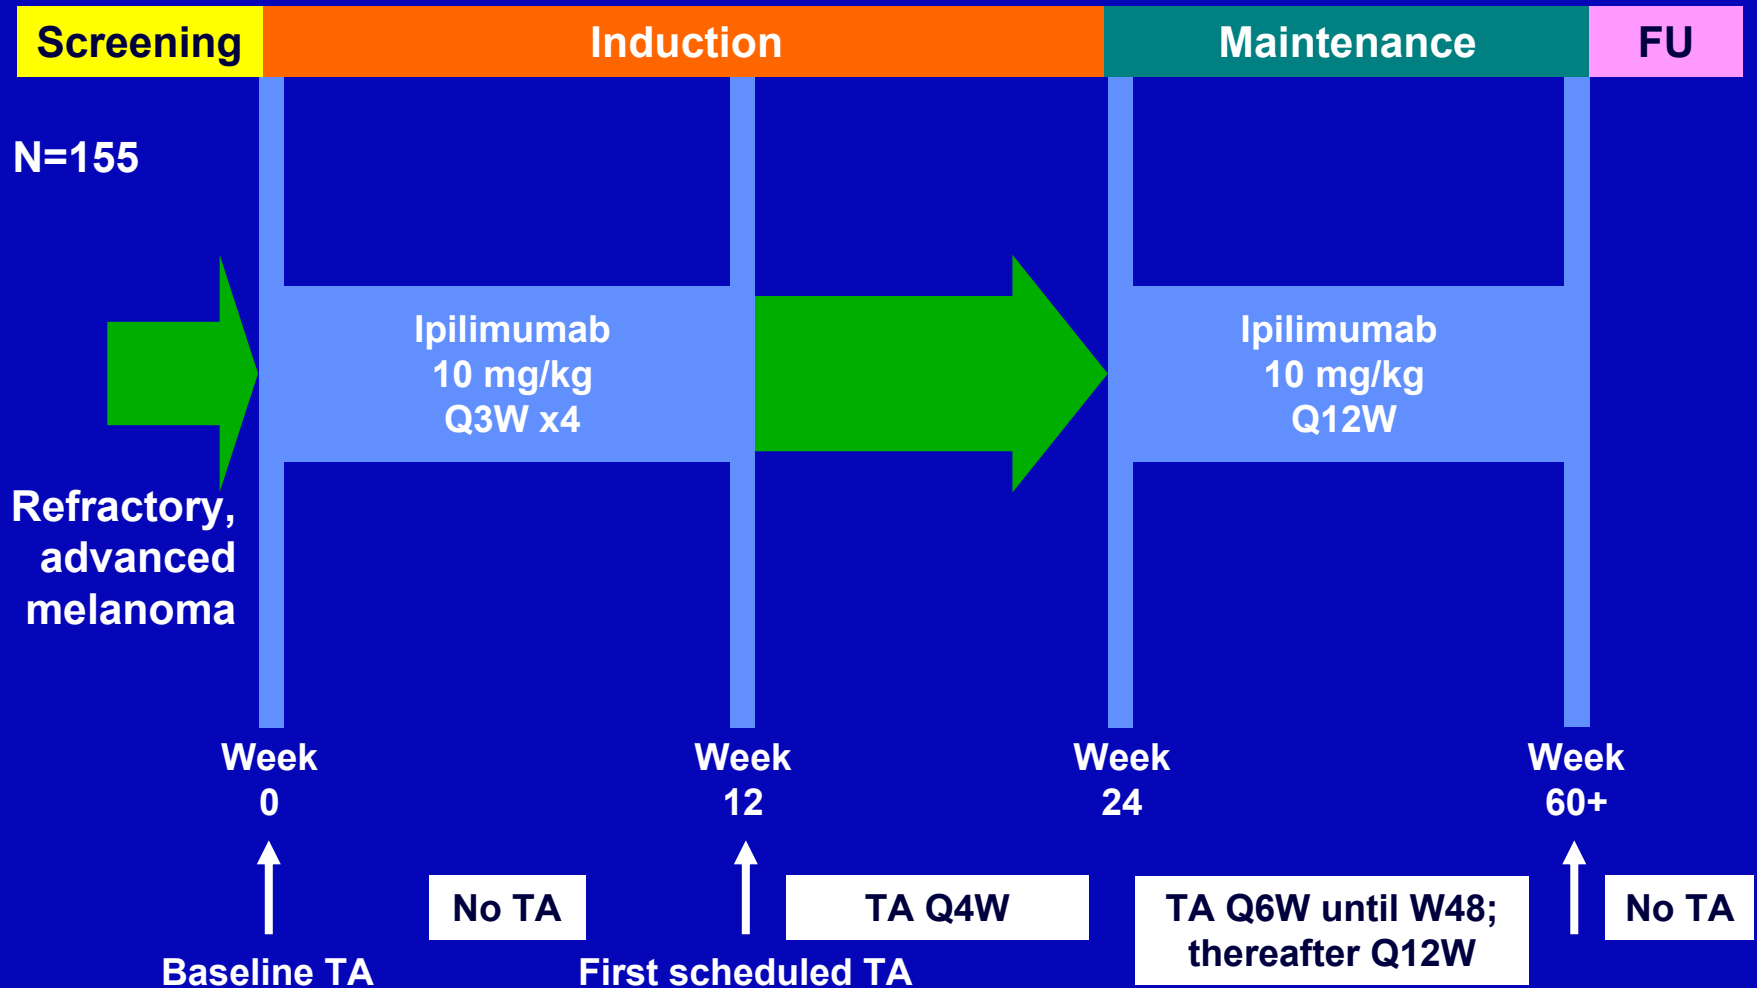 Screening
Induction
Maintenance
FU
N=155
Ipilimumab
10 mg/kg
Q3W x4
Ipilimumab
10 mg/kg
Q12W
Refractory,
advanced
melanoma
Week
0
Week
12
Week
24
Week
60+
No TA
TA Q4W
TA Q6W until W48;
thereafter Q12W
No TA
Baseline TA
First scheduled TA